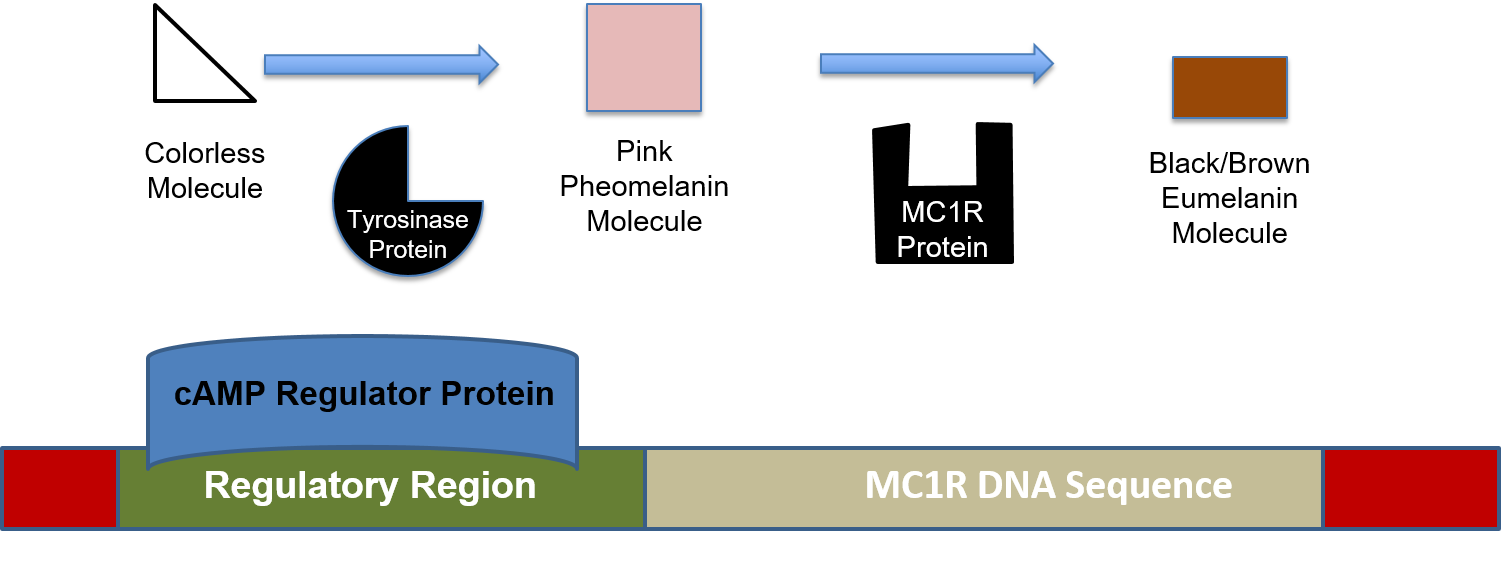 Colorless
Molecule
Tyrosinase
Protein
Pink
Pheomelanin
Molecule
MC1R
Protein
Black/Brown
Eumelanin
Molecule
cAMP Regulator Protein
Regulatory Region
MC1R DNA Sequence